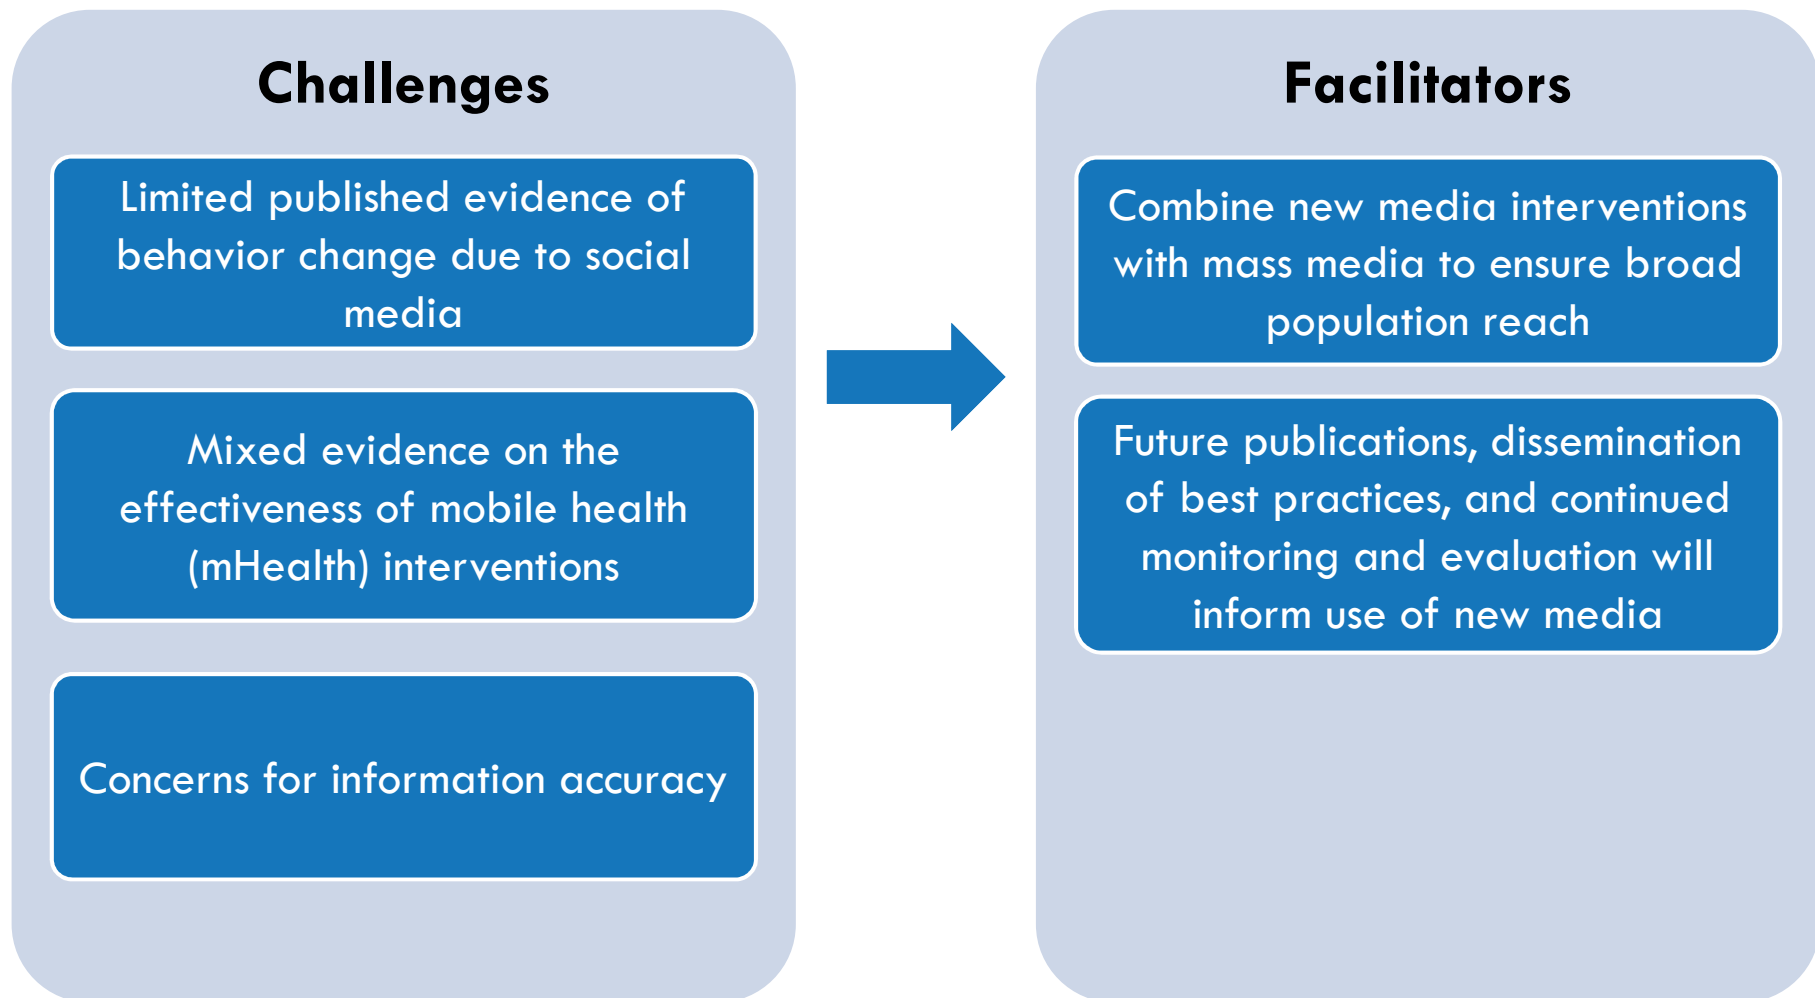 Challenges
Limited published evidence of
behavior change due to social
media
Mixed evidence on the
effectiveness of mobile health
(mHealth) interventions
Concerns for information accuracy
Facilitators
Combine new media interventions
with mass media to ensure broad
population reach
Future publications, dissemination
of best practices, and continued
monitoring and evaluation will
inform use of new media